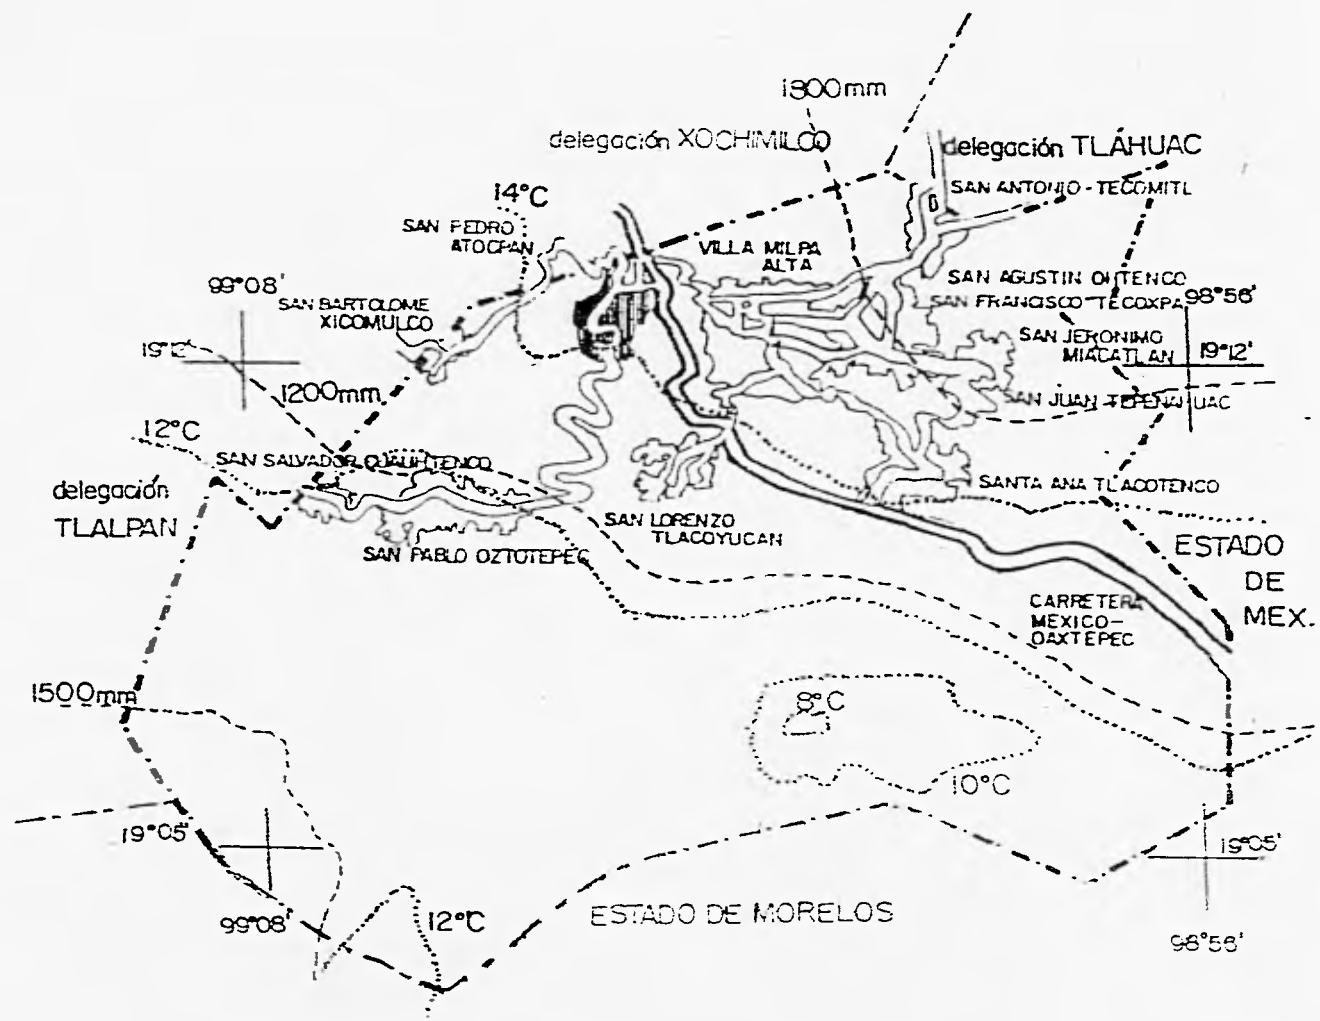 1300mm
delegación XOCHIMILCO
delegación TLÁHUAC
14°C
SAN ANTONIO-TECOMITL
SAN PEDRO
ATOCPAN
VILLA MILPA
ALTA
99°08'
SAN AGUSTIN OHTENCO
SAN BARTOLOME
XICOMULCO
SAN FRANCISCO-TECOXPA
98°56'
SAN JERONIMO
MIACATLAN
19°12'
19°12'
1200mm
SAN JUAN TEPENAHUAC
12°C
SAN SALVADOR CUAUHTENCO
delegación
TLALPAN
SANTA ANA TLACOTENCO
SAN LORENZO
TLACOYUCAN
SAN PABLO OZTOTEPEC
ESTADO
DE
MEX.
CARRETERA
MEXICO-
OAXTEPEC
1500mm
8°C
10°C
19°05'
19°05'
99°08'
12°C
ESTADO DE MORELOS
98°56'